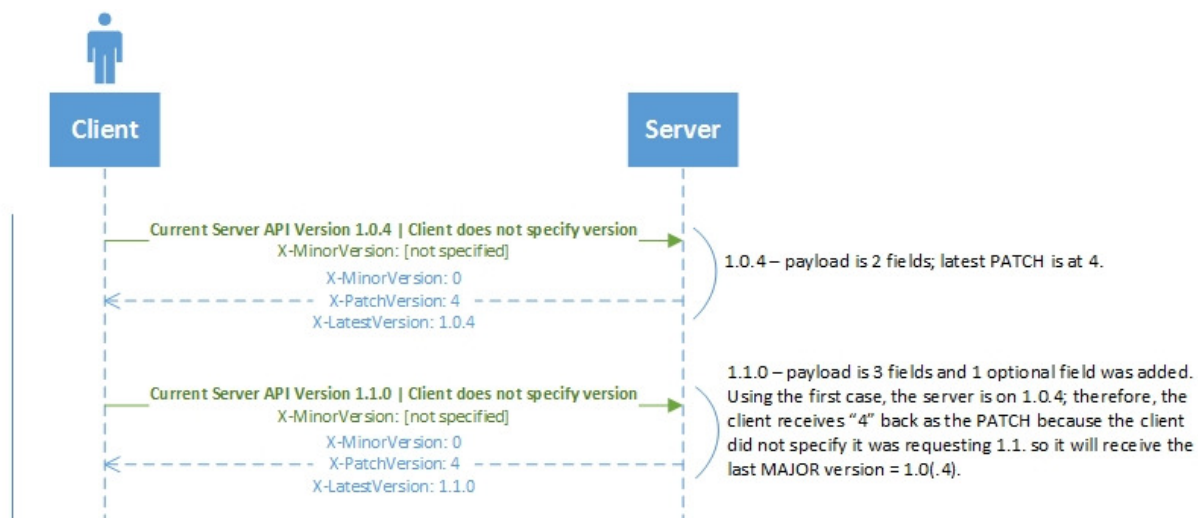 Client
Server
Current Server API Version 1.0.4 | Client does not specify version
X-MinorVersion: [not specified]
X-MinorVersion: 0
X-PatchVersion: 4
X-LatestVersion: 1.0.4
1.0.4 – payload is 2 fields; latest PATCH is at 4.
Current Server API Version 1.1.0 | Client does not specify version
X-MinorVersion: [not specified]
X-MinorVersion: 0
X-PatchVersion: 4
X-LatestVersion: 1.1.0
1.1.0 – payload is 3 fields and 1 optional field was added.
Using the first case, the server is on 1.0.4; therefore, the
client receives “4” back as the PATCH because the client
did not specify it was requesting 1.1. so it will receive the
last MAJOR version = 1.0(.4).